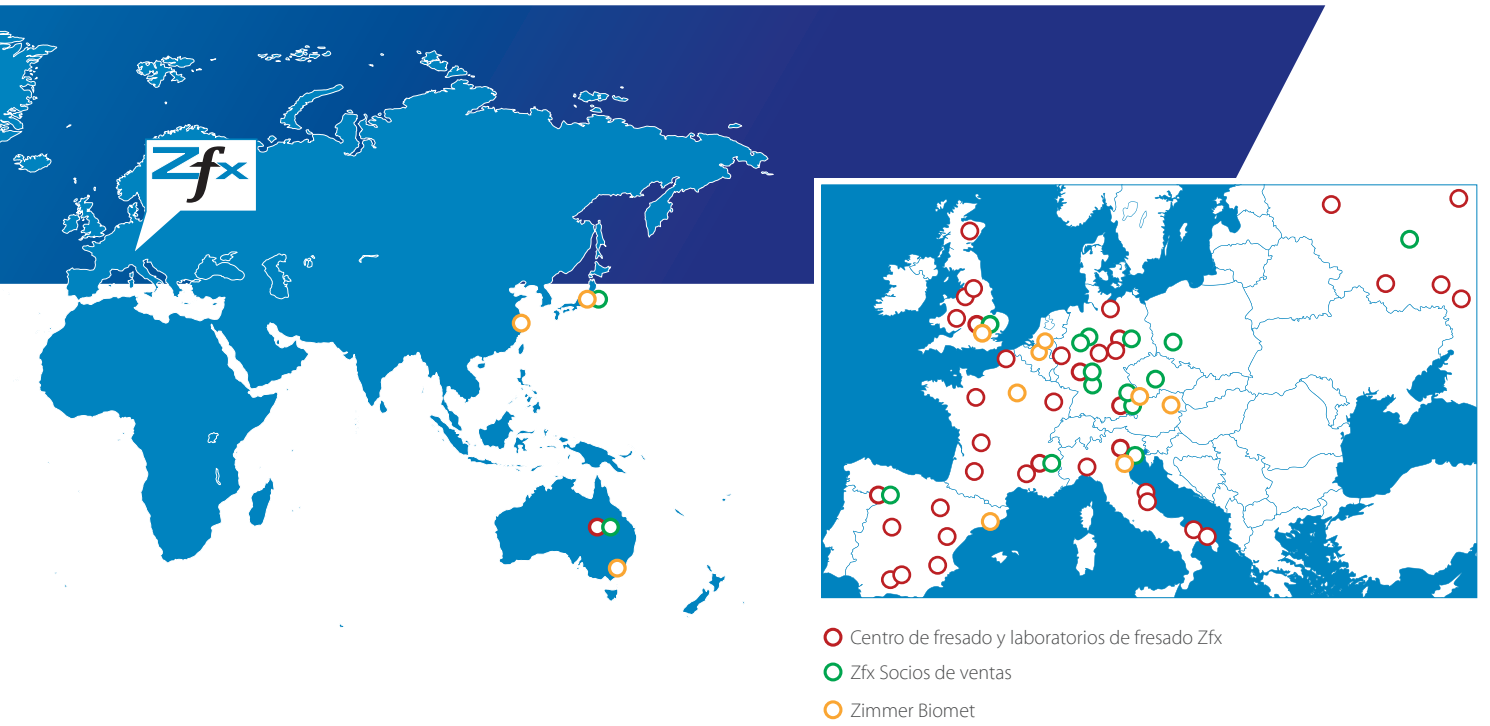 Zfx
Centro de fresado y laboratorios de fresado Zfx
Zfx Socios de ventas
Zimmer Biomet